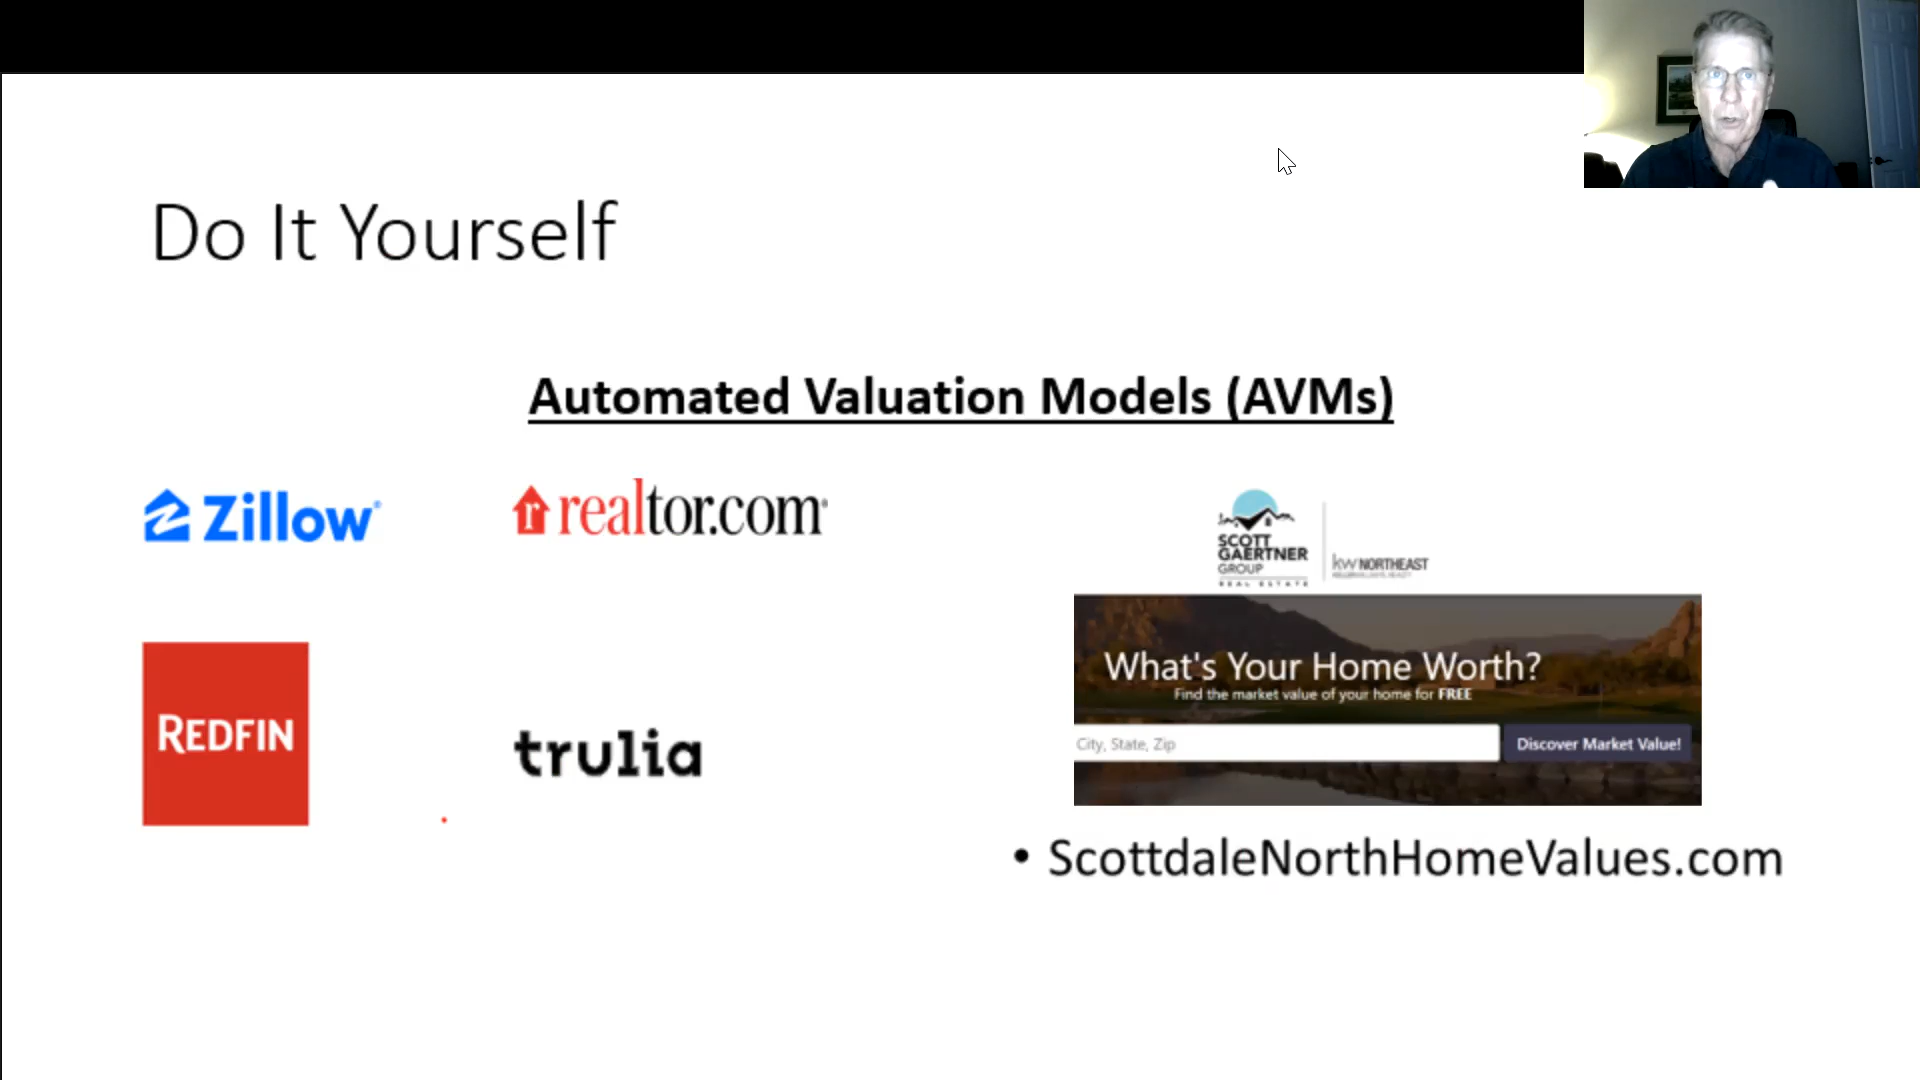 Do It Yourself
Automated Valuation Models (AVMs)
Zillow®
realtor.com®
SCOTT
GAERTNER
GROUP
REAL ESTATE
kw NORTHEAST
REDFIN
trulia
What's Your Home Worth?
Find the market value of your home for FREE
City, State, Zip
Discover Market Value!
• ScottdaleNorthHomeValues.com